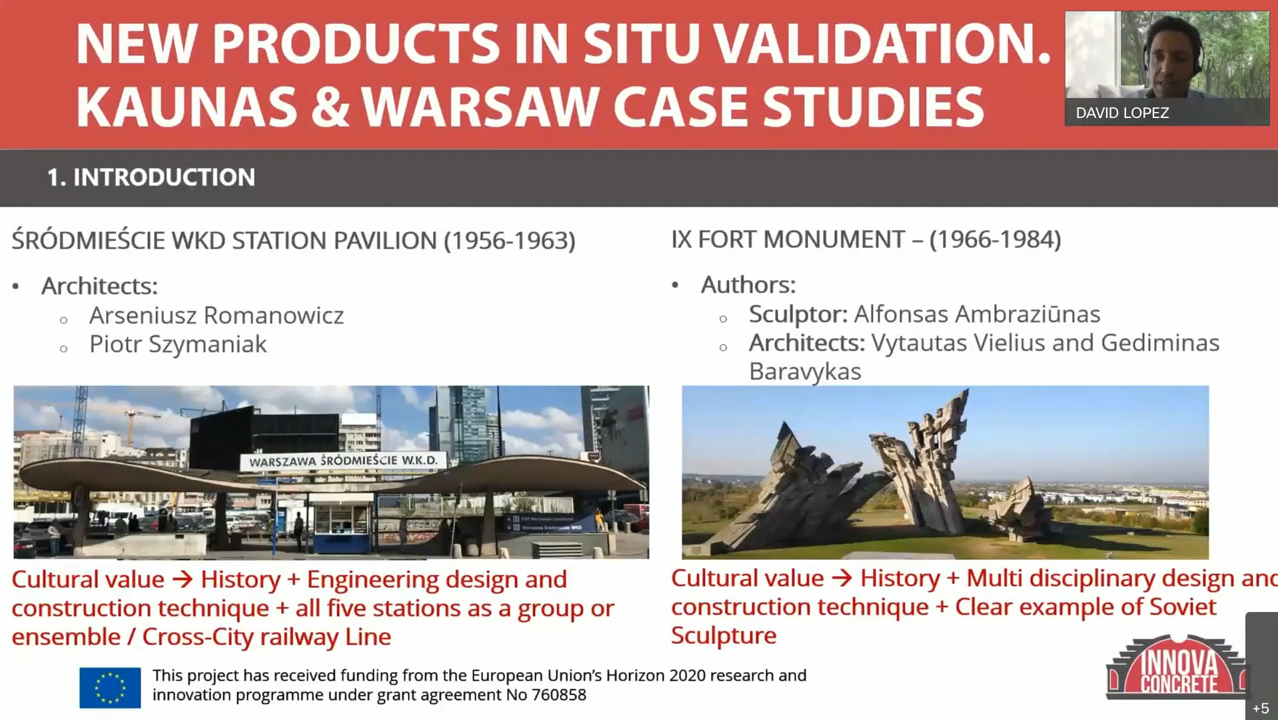 NEW PRODUCTS IN SITU VALIDATION.
KAUNAS & WARSAW CASE STUDIES
DAVID LOPEZ
1. INTRODUCTION
ŚRÓDMIEŚCIE WKD STATION PAVILION (1956-1963)
• Architects:
o Arseniusz Romanowicz
o Piotr Szymaniak
WARSZAWA ŚRÓDMIEŚCIE W.K.D.
Cultural value → History + Engineering design and
construction technique + all five stations as a group or
ensemble / Cross-City railway Line
IX FORT MONUMENT – (1966-1984)
• Authors:
o Sculptor: Alfonsas Ambraziūnas
o Architects: Vytautas Vielius and Gediminas
Baravykas
Cultural value → History + Multi disciplinary design and
construction technique + Clear example of Soviet
Sculpture
This project has received funding from the European Union's Horizon 2020 research and
innovation programme under grant agreement No 760858
INNOVA
CONCRETE
+5